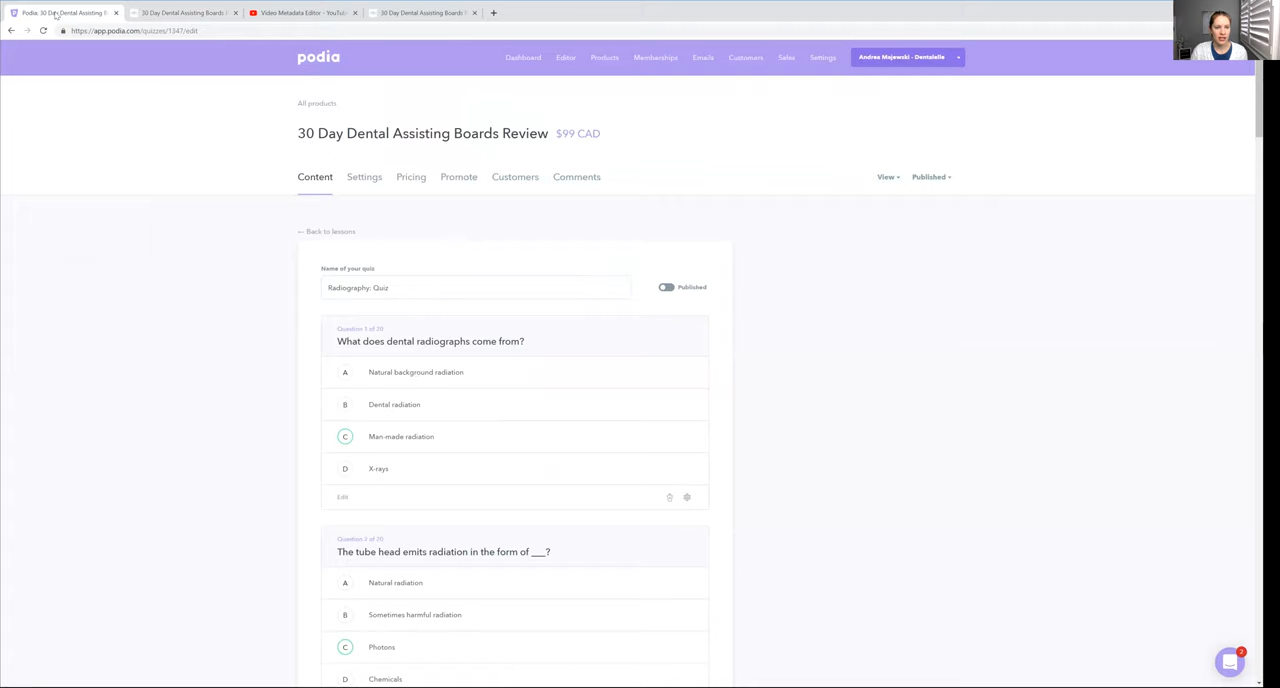 Podia: 30 Day Dental Assisting B
30 Day Dental Assisting Boards
Video Metadata Editor - YouTu
30 Day Dental Assisting Boards R
https://app.podia.com/quizzes/1347/edit
podia
Dashboard Editor Products Memberships Emails Customers Sales Settings Andrea Majewski - Dentalelle
All products
30 Day Dental Assisting Boards Review $99 CAD
Content Settings Pricing Promote Customers Comments View Published
← Back to lessons
Name of your quiz
Radiography: Quiz
Published
Question 1 of 20
What does dental radiographs come from?
A Natural background radiation
B Dental radiation
C Man-made radiation
D X-rays
Edit
Question 2 of 20
The tube head emits radiation in the form of ___?
A Natural radiation
B Sometimes harmful radiation
C Photons
D Chemicals
2